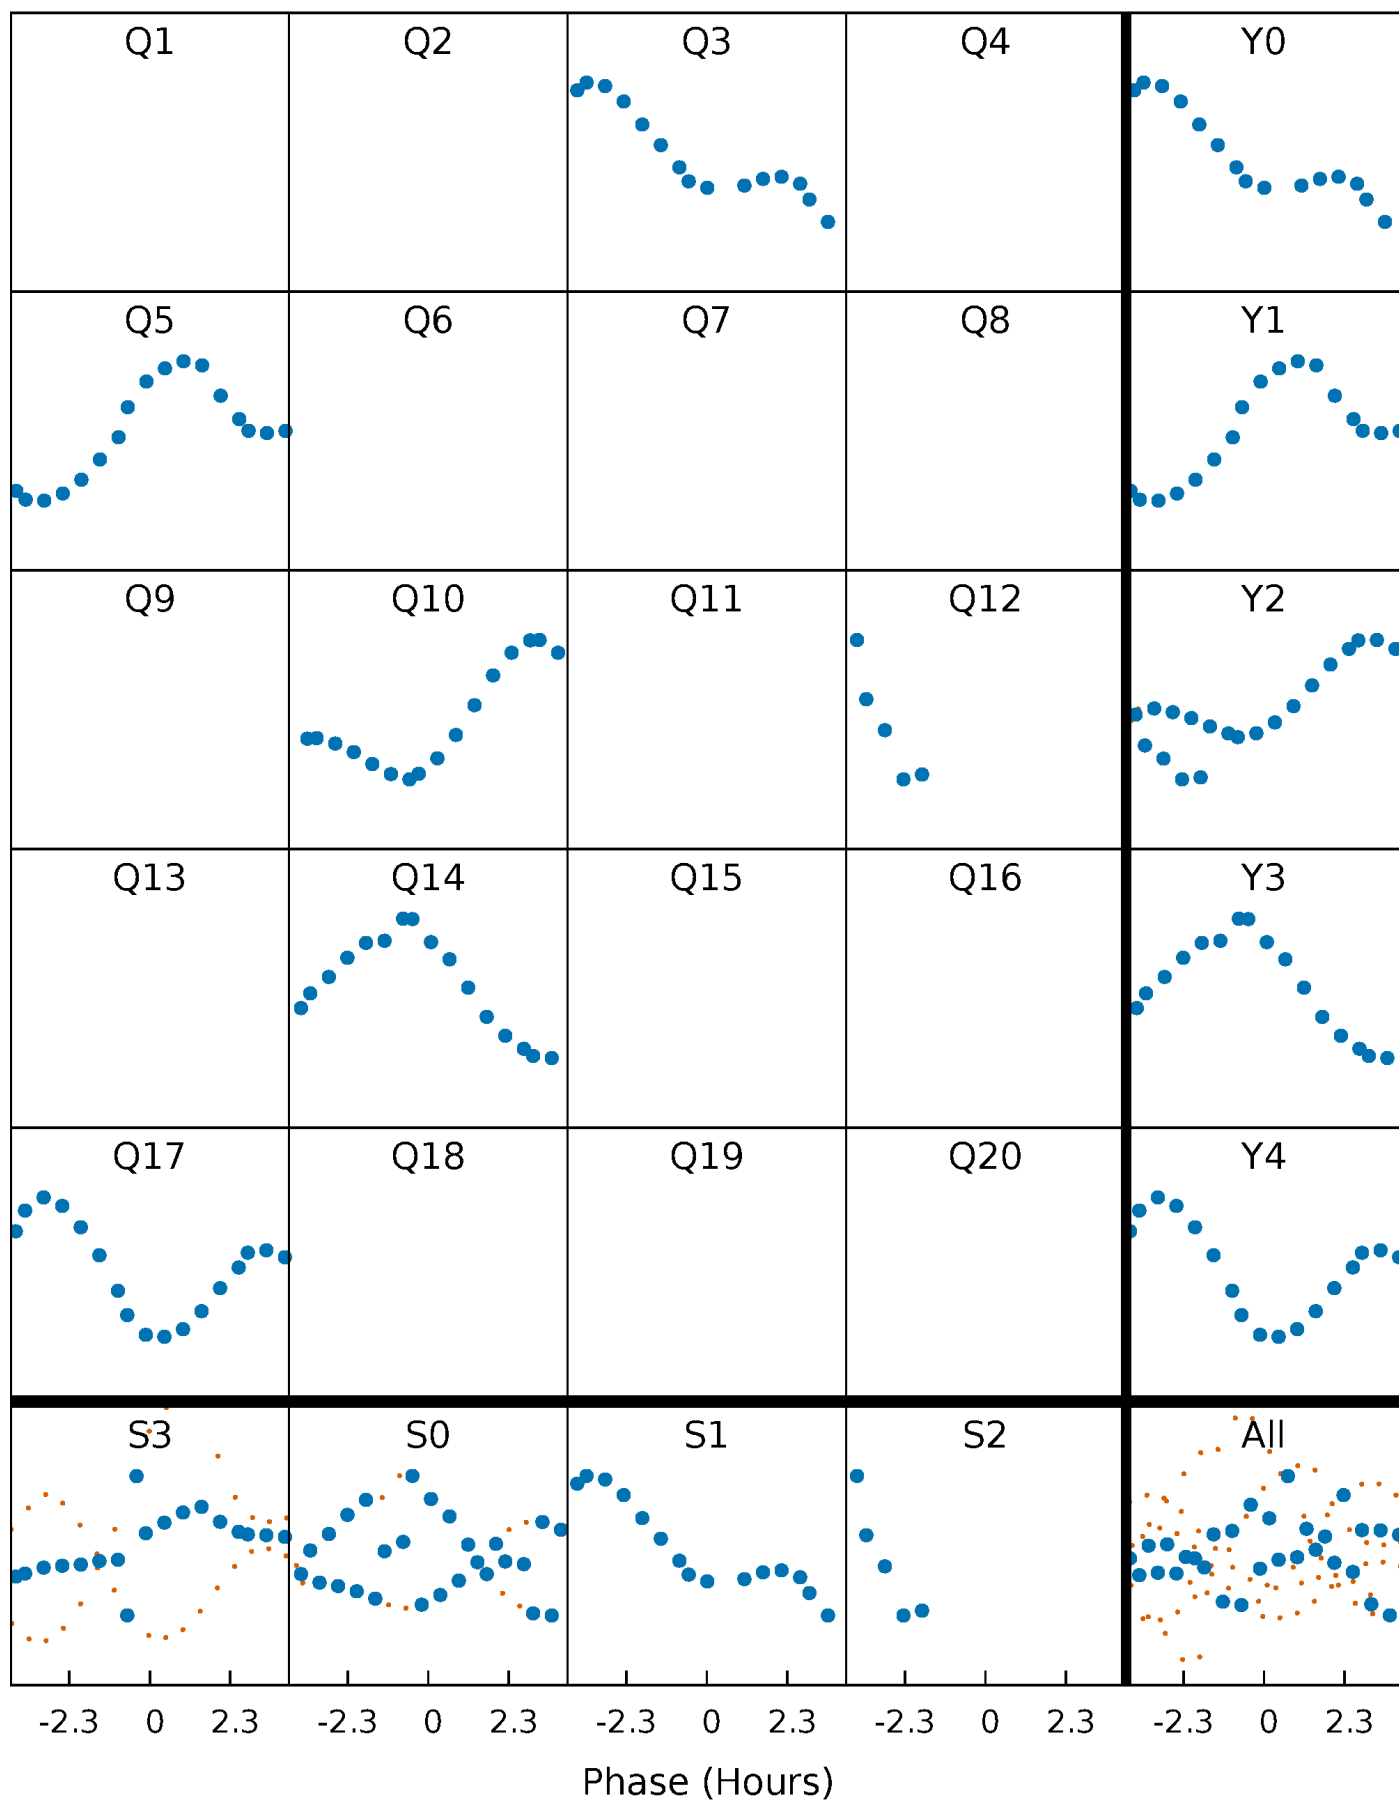 Q1 Q2 Q3 Q4 Y0
Q5 Q6 Q7 Q8 Y1
Q9 Q10 Q11 Q12 Y2
Q13 Q14 Q15 Q16 Y3
Q17 Q18 Q19 Q20 Y4
S3 S0 S1 S2 All
-2.3 0 2.3 -2.3 0 2.3 -2.3 0 2.3 -2.3 0 2.3 -2.3 0 2.3
Phase (Hours)